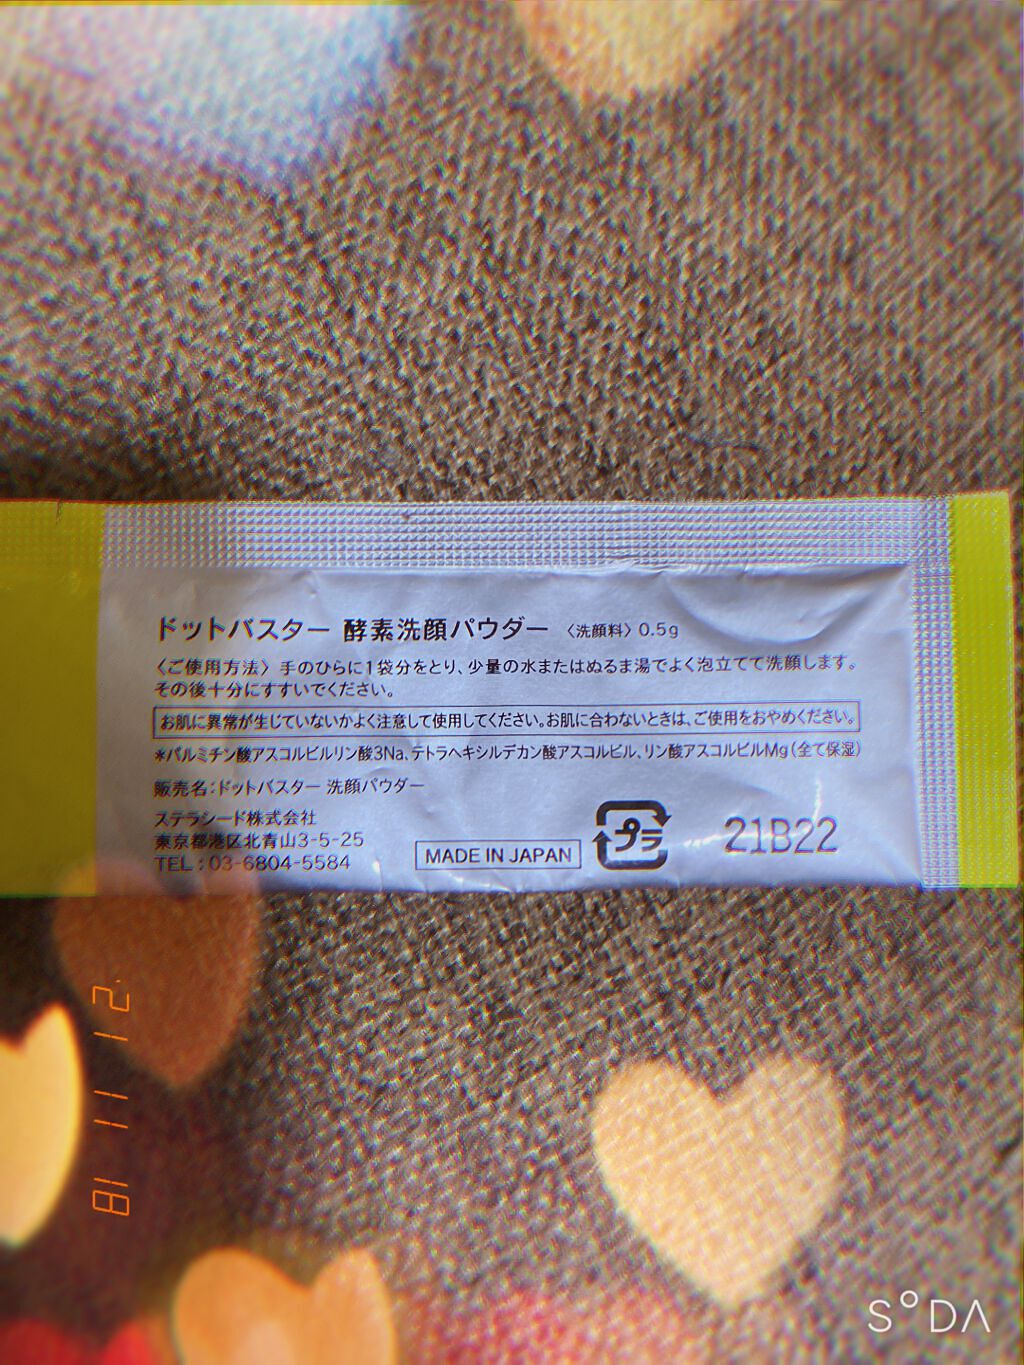 ドットバスター 酵素洗顔パウダー 〈洗顔料〉 0.5g
〈ご使用方法〉手のひらに1袋分をとり、少量の水またはぬるま湯でよく泡立てて洗顔します。
その後十分にすすいでください。
お肌に異常が生じていないかよく注意して使用してください。お肌に合わないときは、ご使用をおやめください。
*パルミチン酸アスコルビルリン酸3Na、テトラヘキシルデカン酸アスコルビル、リン酸アスコルビルMg(全て保湿)
販売名:ドットバスター 洗顔パウダー
ステラシード株式会社
東京都港区北青山3-5-25
TEL:03-6804-5584
MADE IN JAPAN
プラ
21B22
21 11 18
SODA